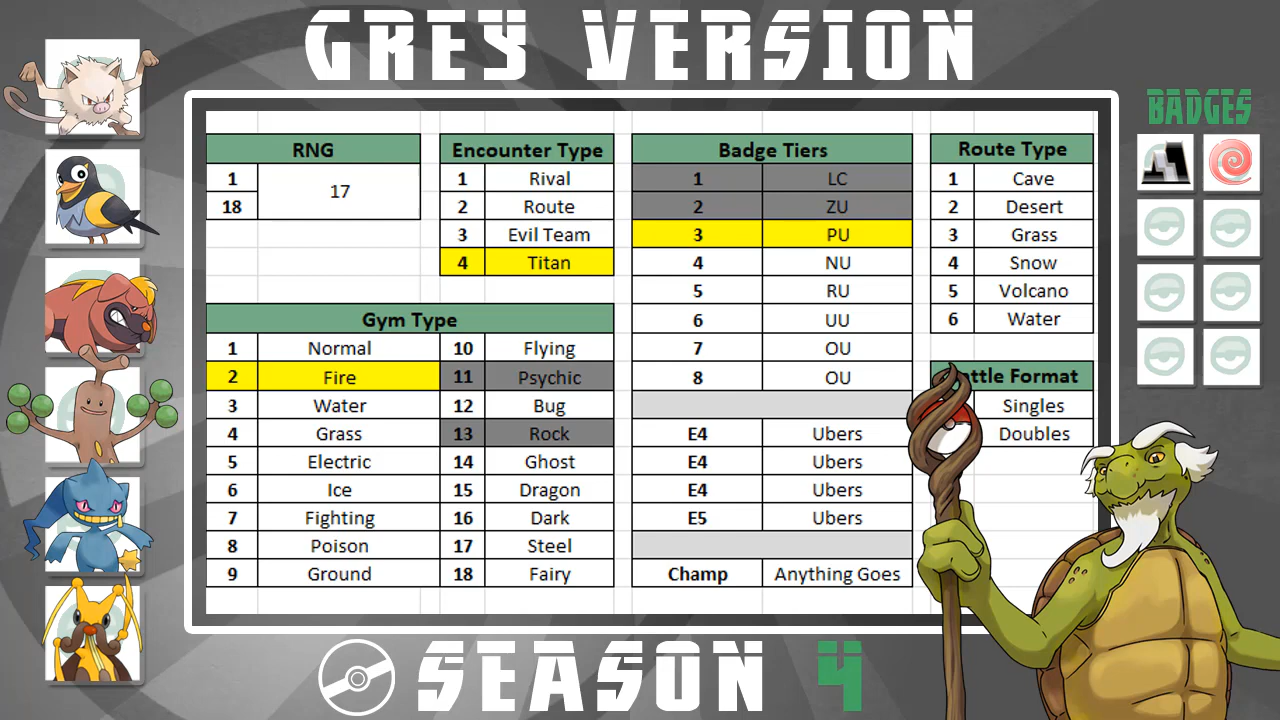 GREY VERSION
BADGES
RNG
1
18
17
Encounter Type
1 Rival
2 Route
3 Evil Team
4 Titan
Gym Type
1 Normal 10 Flying
2 Fire 11 Psychic
3 Water 12 Bug
4 Grass 13 Rock
5 Electric 14 Ghost
6 Ice 15 Dragon
7 Fighting 16 Dark
8 Poison 17 Steel
9 Ground 18 Fairy
Badge Tiers
1 LC
2 ZU
3 PU
4 NU
5 RU
6 UU
7 OU
8 OU
E4 Ubers
E4 Ubers
E4 Ubers
E5 Ubers
Champ Anything Goes
Route Type
1 Cave
2 Desert
3 Grass
4 Snow
5 Volcano
6 Water
Format
Singles
Doubles
SEASON 4